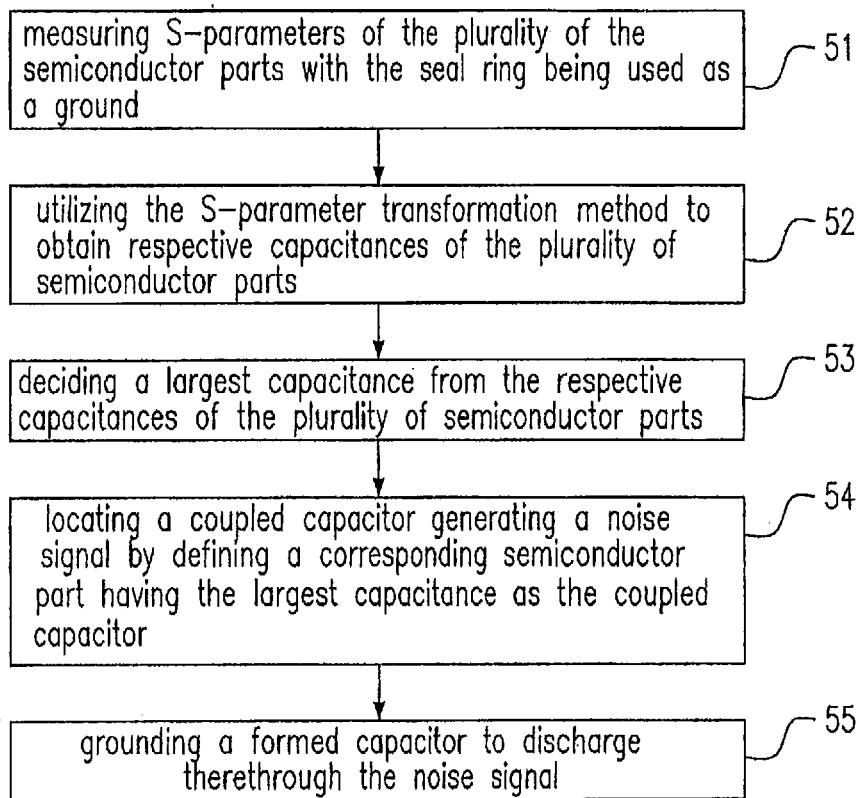 measuring S-parameters of the plurality of the
semiconductor parts with the seal ring being used as
a ground
51
utilizing the S-parameter transformation method to
obtain respective capacitances of the plurality of
semiconductor parts
52
deciding a largest capacitance from the respective
capacitances of the plurality of semiconductor parts
53
locating a coupled capacitor generating a noise
signal by defining a corresponding semiconductor
part having the largest capacitance as the coupled
capacitor
54
grounding a formed capacitor to discharge
therethrough the noise signal
55